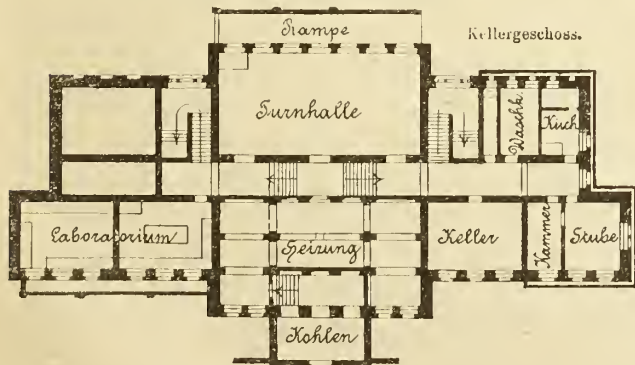 Rampe
Kellergeschoss.
Turnhalle
Waschk.
Küch
Laboratorium
Heizung
Keller
Kammer
Stube
Kohlen